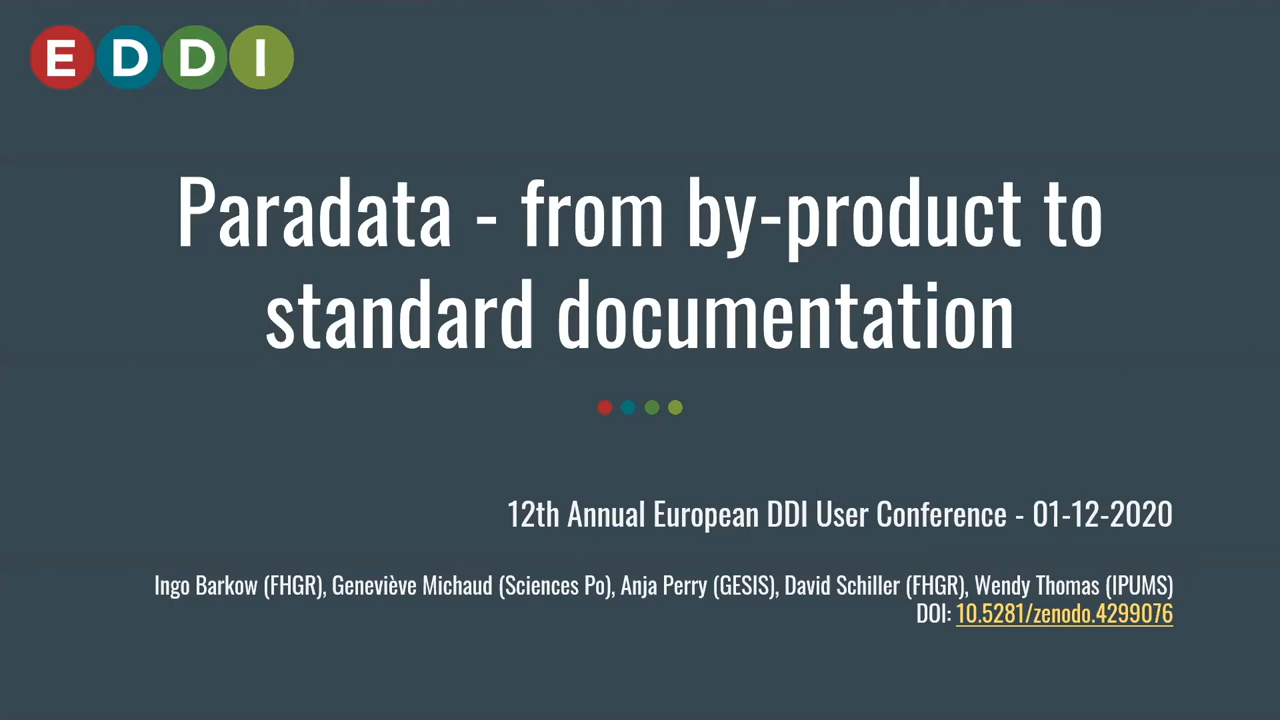 EDDI
Paradata - from by-product to
standard documentation
12th Annual European DDI User Conference - 01-12-2020
Ingo Barkow (FHGR), Geneviève Michaud (Sciences Po), Anja Perry (GESIS), David Schiller (FHGR), Wendy Thomas (IPUMS)
DOI: 10.5281/zenodo.4299076